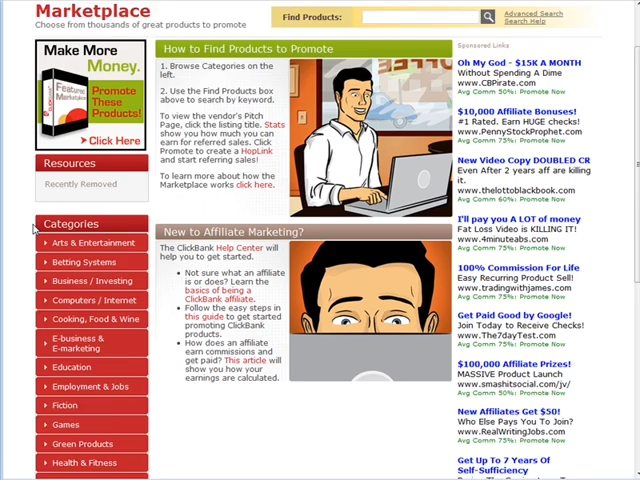 Marketplace
Choose from thousands of great products to promote
Find Products:
Advanced Search
Search Help
Make More
Money.
Featured
Marketplace
Promote
These
Products!
Click Here
Resources
Recently Removed
Categories
Arts & Entertainment
Betting Systems
Business / Investing
Computers / Internet
Cooking, Food & Wine
E-business &
E-marketing
Education
Employment & Jobs
Fiction
Games
Green Products
Health & Fitness
How to Find Products to Promote
1. Browse Categories on the
left.
2. Use the Find Products box
above to search by keyword.
To view the vendor's Pitch
Page, click the listing title. Stats
show you how much you can
earn for referred sales. Click
Promote to create a HopLink
and start referring sales!
To learn more about how the
Marketplace works click here.
New to Affiliate Marketing?
The ClickBank Help Center will
help you to get started.
Not sure what an affiliate
is or does? Learn the
basics of being a
ClickBank affiliate.
Follow the easy steps in
this guide to get started
promoting ClickBank
products.
How does an affiliate
earn commissions and
get paid? This article will
show you how your
earnings are calculated.
Sponsored Links
Oh My God - $15K A MONTH
Without Spending A Dime
www.CBPirate.com
Avg Comm 50%: Promote Now
$10,000 Affiliate Bonuses!
#1 Rated. Earn HUGE checks!
www.PennyStockProphet.com
Avg Comm 60%: Promote Now
New Video Copy DOUBLED CR
Even After 2 years aff are killing
it.
www.thelottoblackbook.com
Avg Comm 60%: Promote Now
I'll pay you A LOT of money
Fat Loss Video is KILLING IT!
www.4minuteabs.com
Avg Comm 75%: Promote Now
100% Commission For Life
Easy Recurring Product Sell!
www.tradingwithjames.com
Avg Comm 75%: Promote Now
Get Paid Good by Google!
Join Today to Receive Checks!
www.The7dayTest.com
Avg Comm 75%: Promote Now
$100,000 Affiliate Prizes!
MASSIVE Product Launch
www.smashitsocial.com/jv/
Avg Comm 50%: Promote Now
New Affiliates Get $50!
Who Else Pays You To Join?
www.RealWritingJobs.com
Avg Comm 75%: Promote Now
Get Up To 7 Years Of
Self-Sufficiency